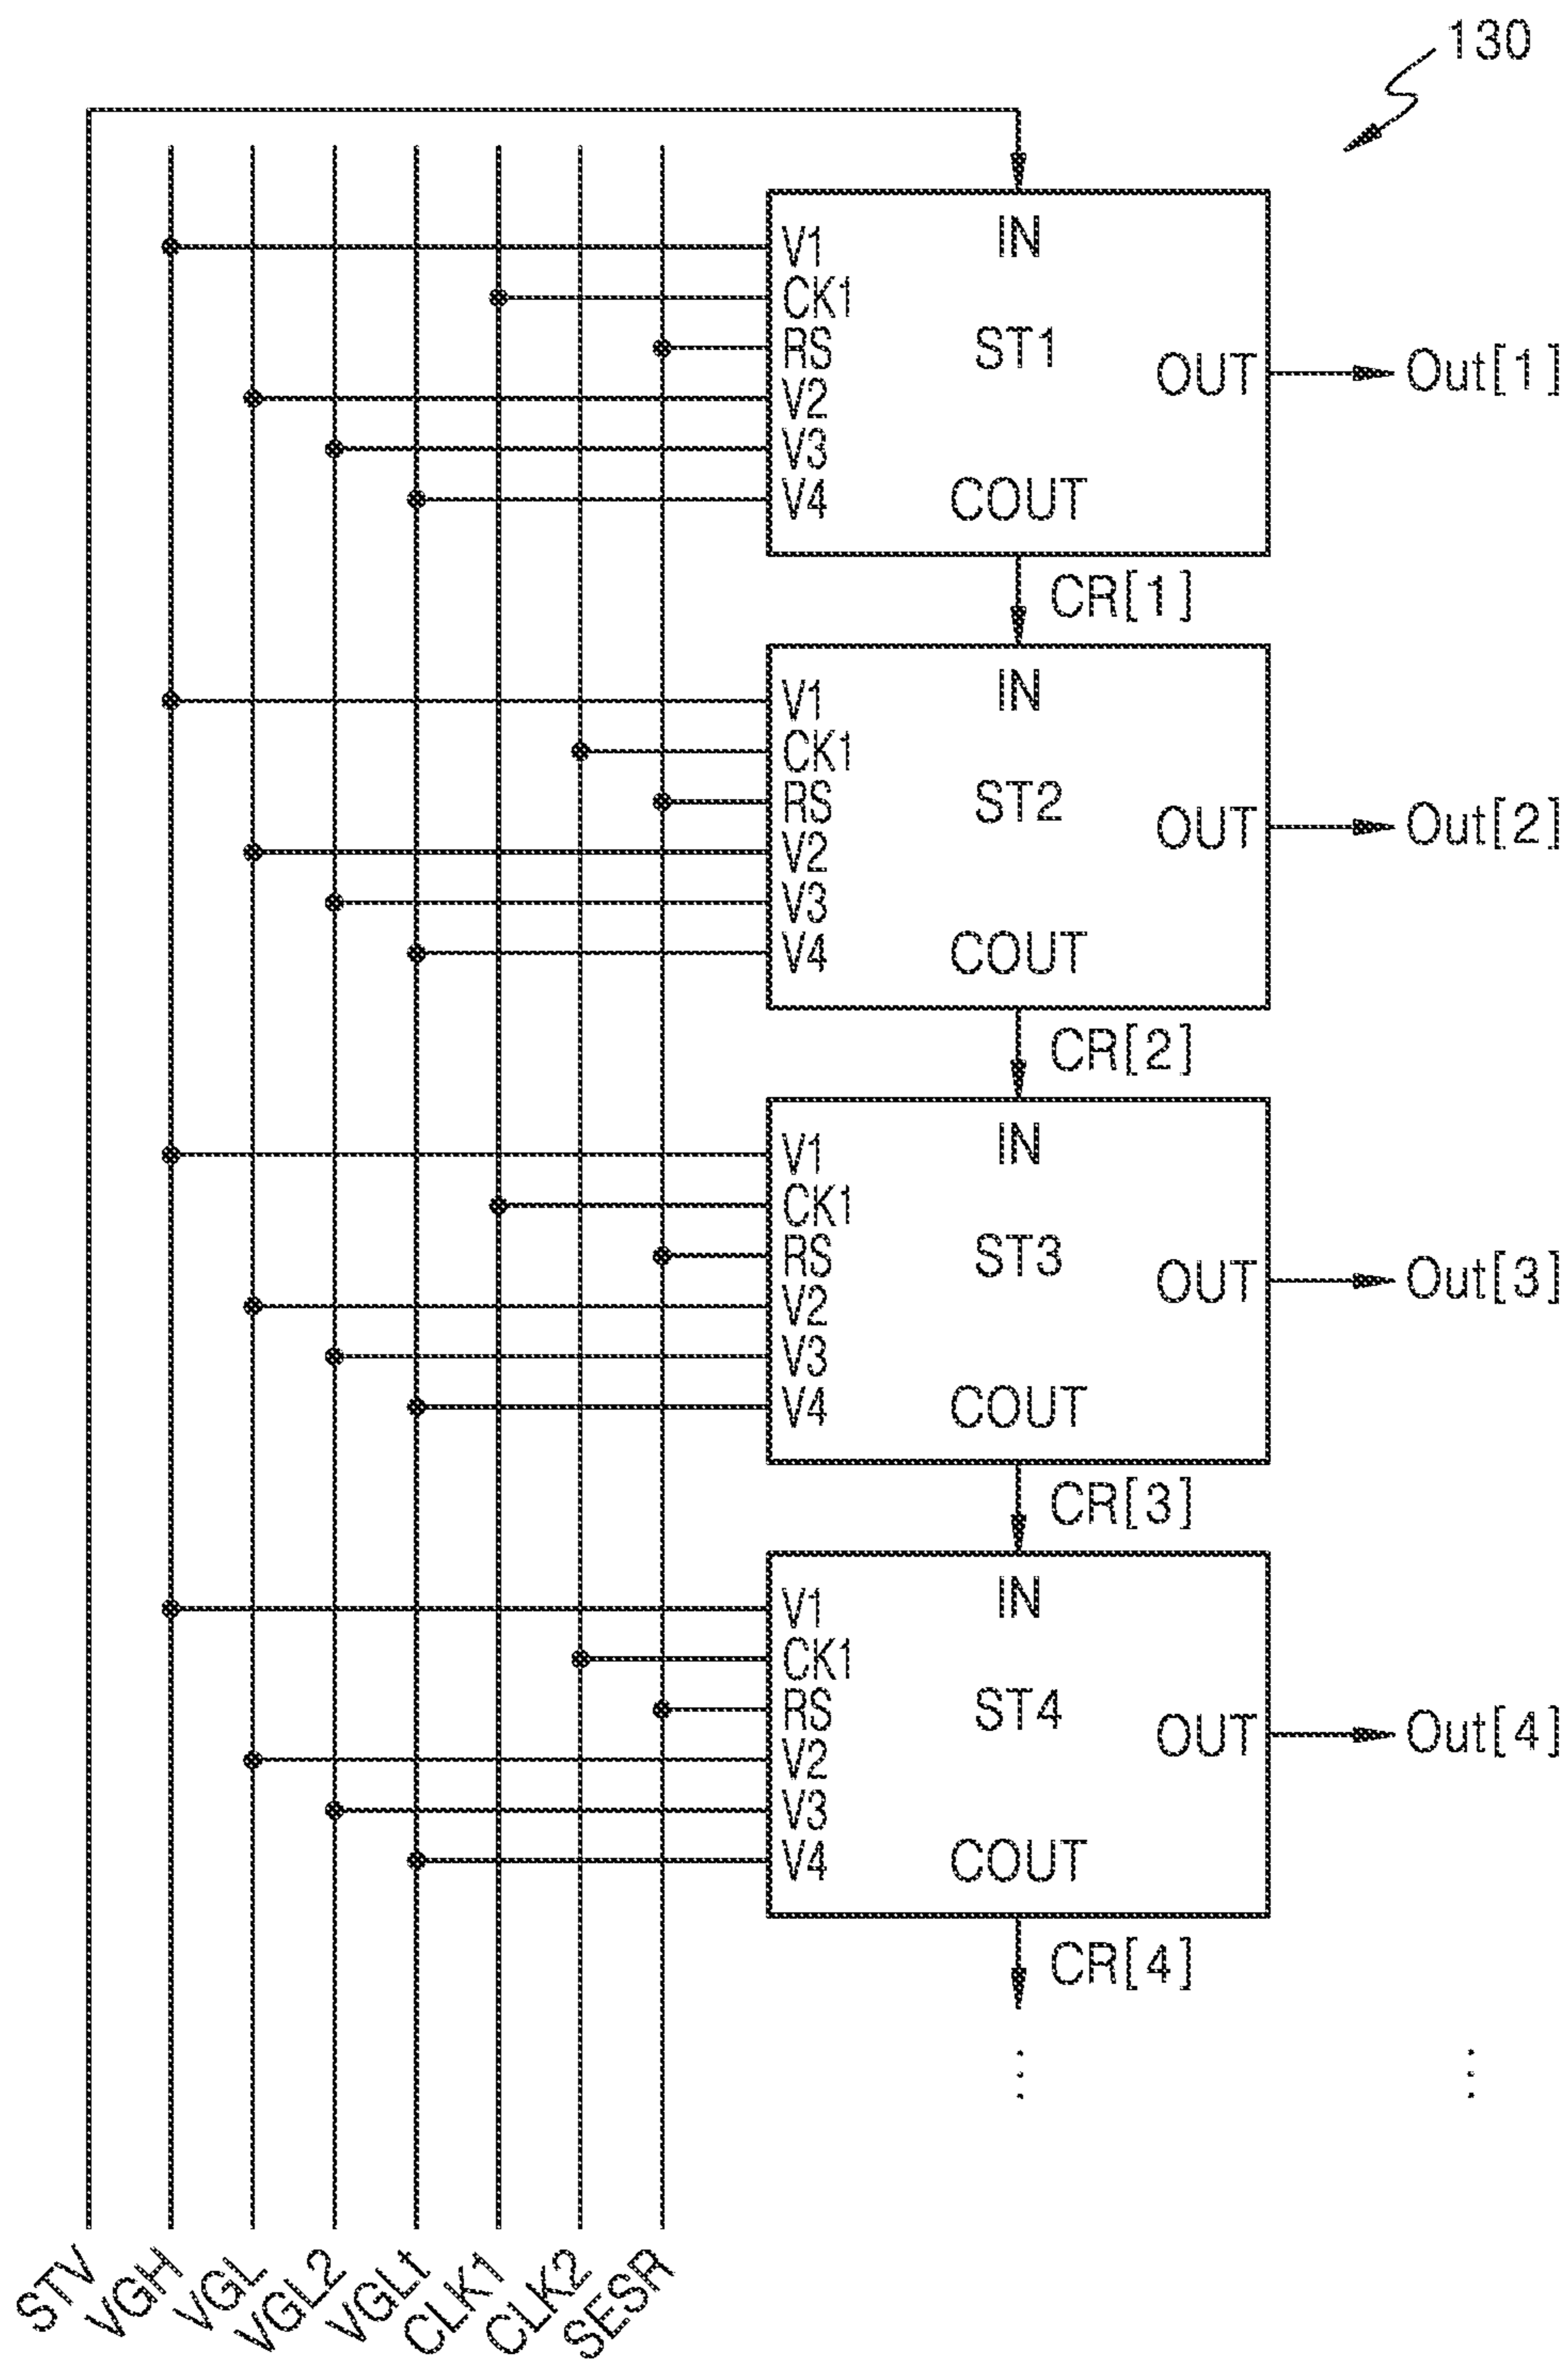 130
IN
V1
CK1
RS
ST1
OUT
Out[1]
V2
V3
V4
COUT
CR[1]
IN
V1
CK1
RS
ST2
OUT
Out[2]
V2
V3
V4
COUT
CR[2]
IN
V1
CK1
RS
ST3
OUT
Out[3]
V2
V3
V4
COUT
CR[3]
IN
V1
CK1
RS
ST4
OUT
Out[4]
V2
V3
V4
COUT
CR[4]
STV
VGH
VGL
VGL2
VGLt
CLK1
CLK2
SESR